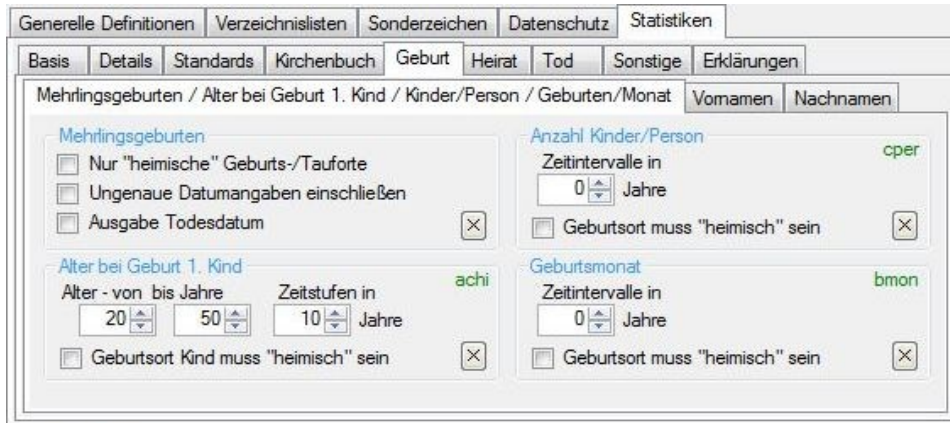 Generelle Definitionen Verzeichnislisten Sonderzeichen Datenschutz Statistiken
Basis Details Standards Kirchenbuch Geburt Heirat Tod Sonstige Erklärungen
Mehrlingsgeburten / Alter bei Geburt 1. Kind / Kinder/Person / Geburten/Monat Vornamen Nachnamen
Mehrlingsgeburten
Nur "heimische" Geburts-/Tauforte
Ungenaue Datumangaben einschließen
Ausgabe Todesdatum
Anzahl Kinder/Person
cper
Zeitintervalle in
0 Jahre
Geburtsort muss "heimisch" sein
Alter bei Geburt 1. Kind
achi
Alter - von bis Jahre Zeitstufen in
20 50 10 Jahre
Geburtsort Kind muss "heimisch" sein
Geburtsmonat
bmon
Zeitintervalle in
0 Jahre
Geburtsort muss "heimisch" sein